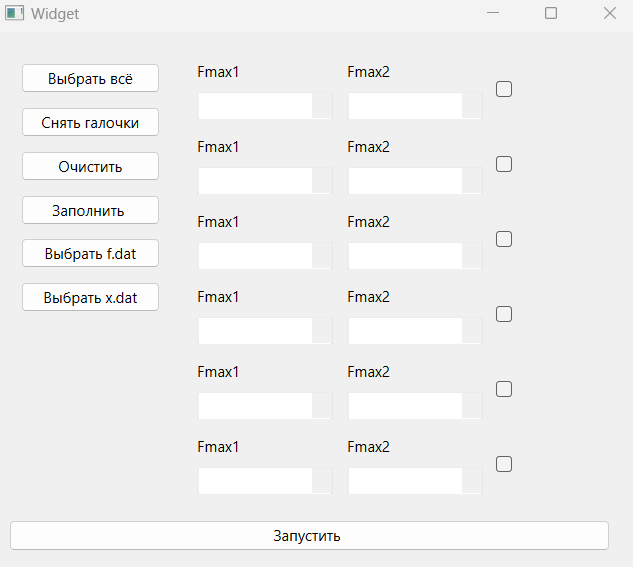 Widget
Выбрать всё
Снять галочки
Очистить
Заполнить
Выбрать f.dat
Выбрать x.dat
Fmax1 Fmax2
Fmax1 Fmax2
Fmax1 Fmax2
Fmax1 Fmax2
Fmax1 Fmax2
Fmax1 Fmax2
Запустить